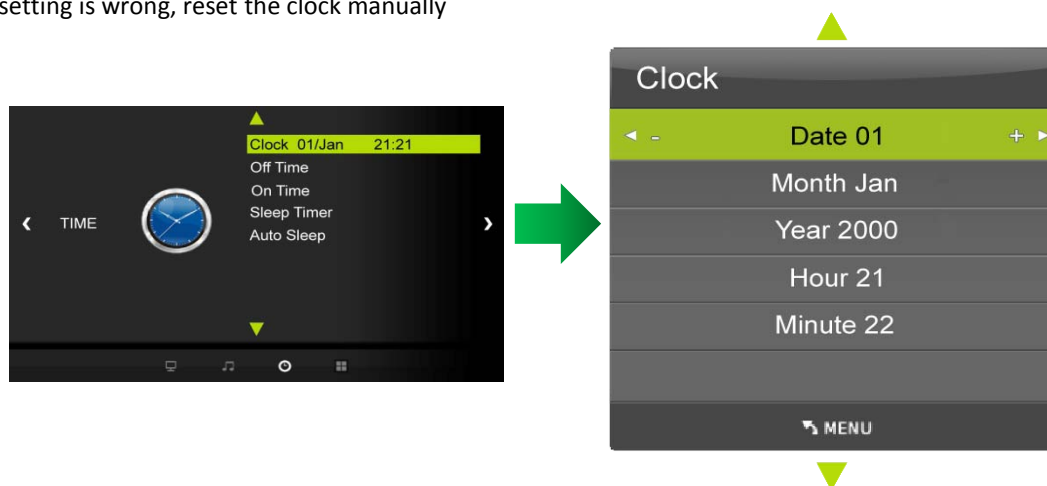 setting is wrong, reset the clock manually
TIME
Clock 01/Jan 21:21
Off Time
On Time
Sleep Timer
Auto Sleep
Clock
- Date 01 +
Month Jan
Year 2000
Hour 21
Minute 22
MENU